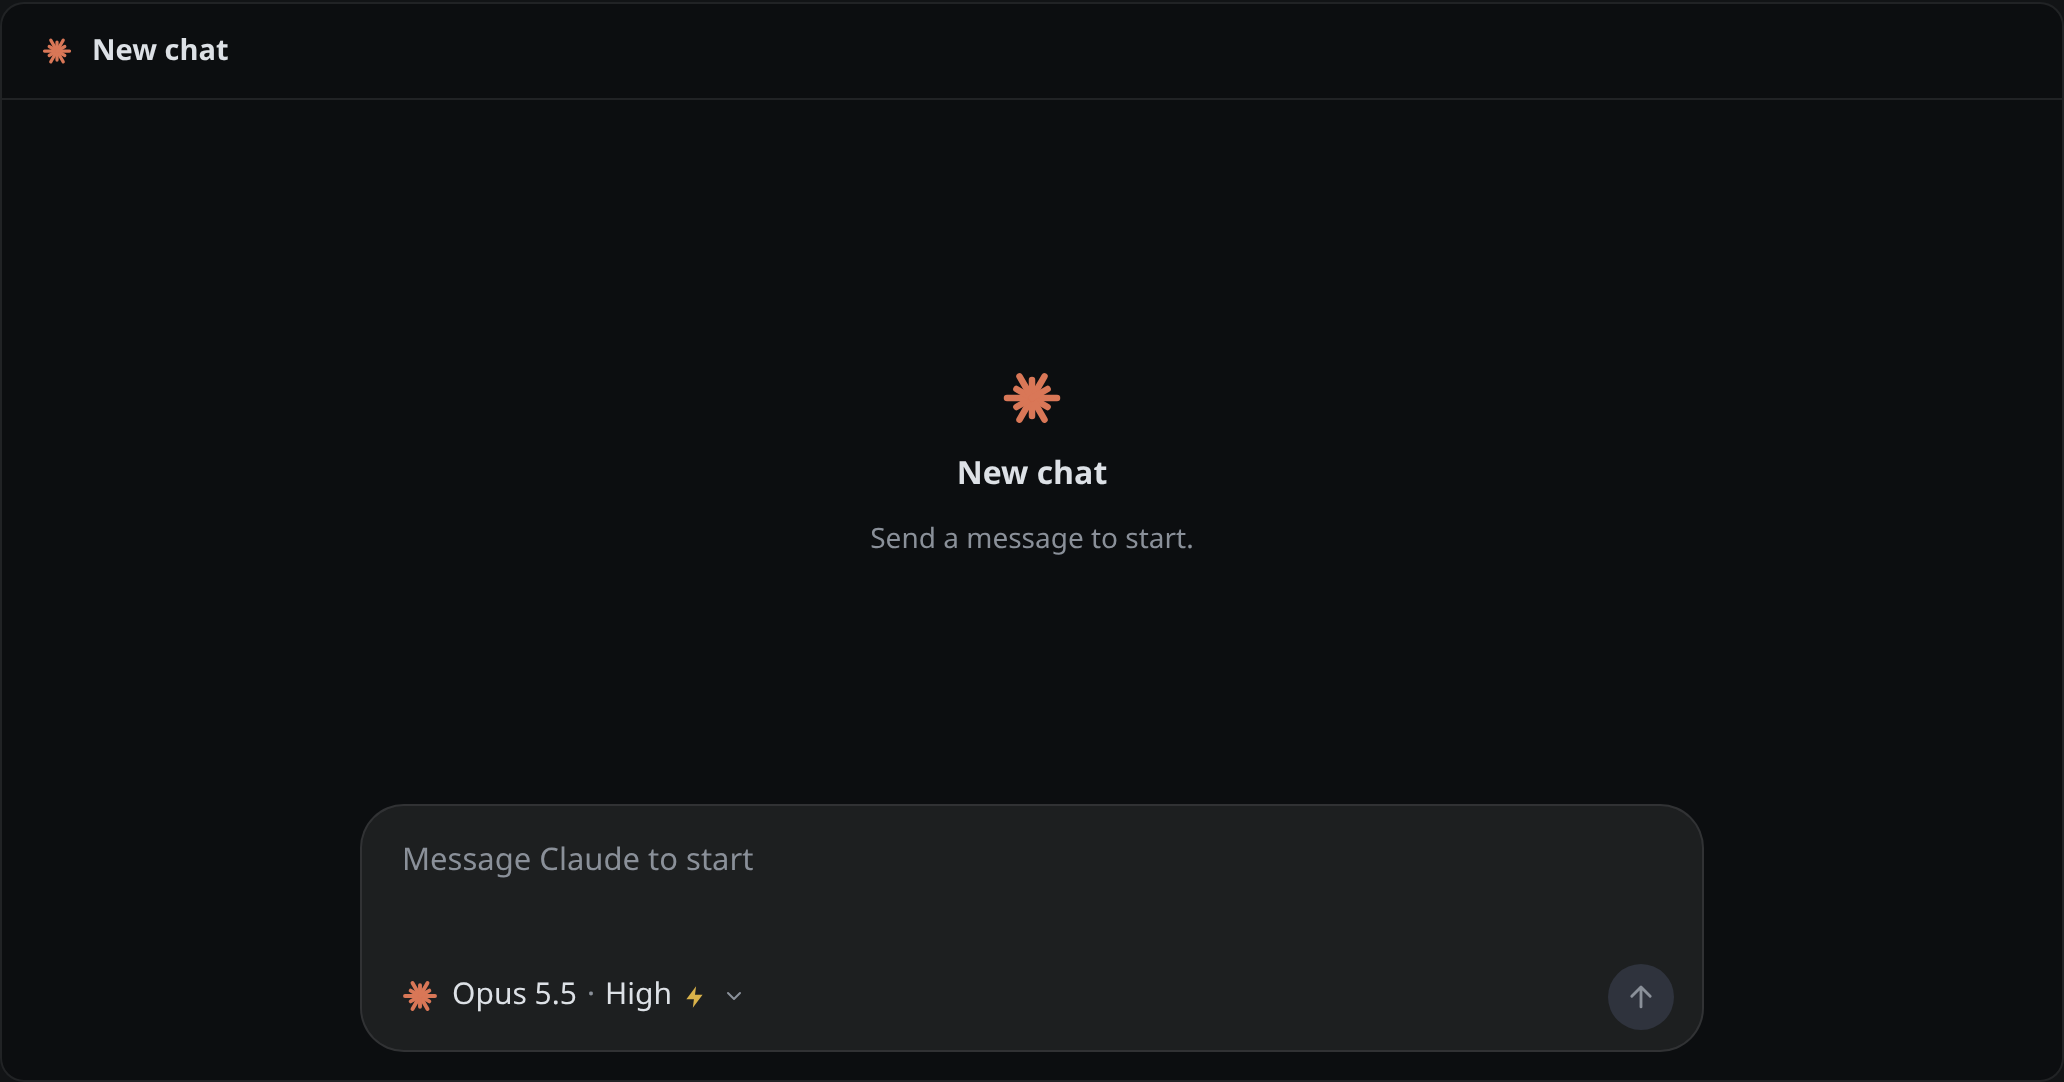 New chat
New chat
Send a message to start.
Message Claude to start
Opus 5.5 · High